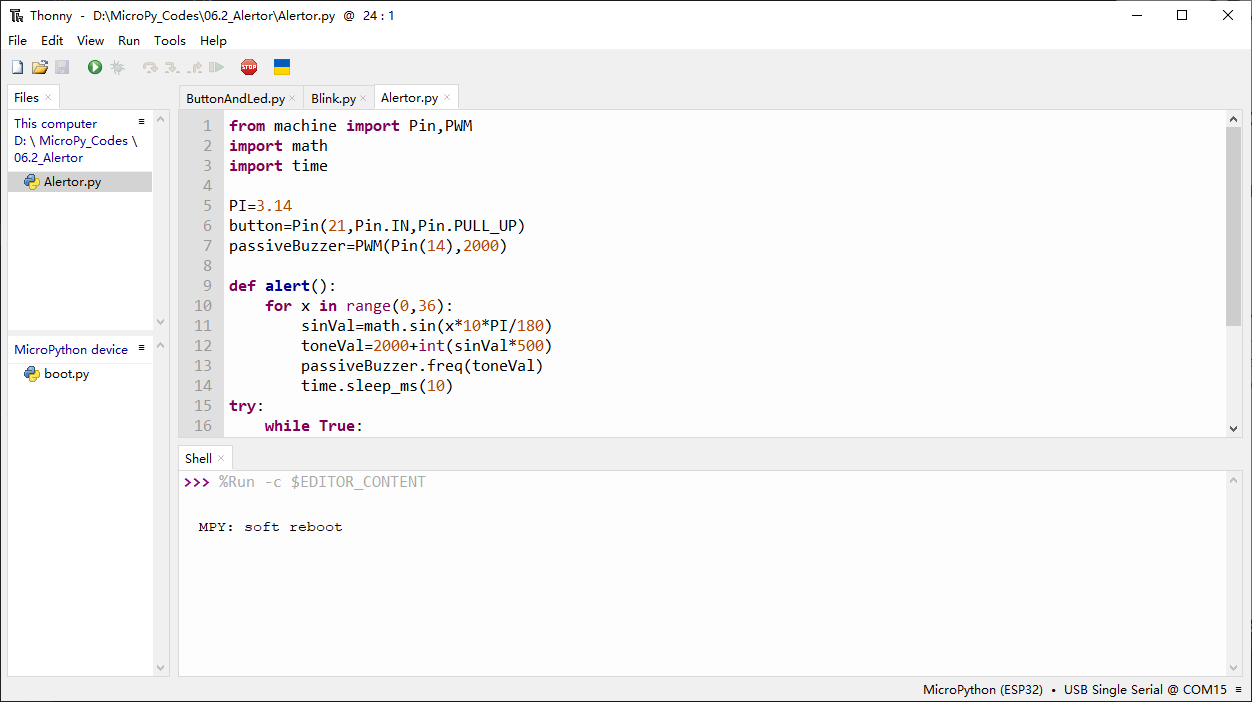 Thonny - D:\MicroPy_Codes\06.2_Alertor\Alertor.py @ 24 : 1
File Edit View Run Tools Help
STOP
Files ×
This computer ≡
D: \ MicroPy_Codes \
06.2_Alertor
Alertor.py
MicroPython device ≡
boot.py
ButtonAndLed.py × Blink.py × Alertor.py ×
1 from machine import Pin,PWM
2 import math
3 import time
4
5 PI=3.14
6 button=Pin(21,Pin.IN,Pin.PULL_UP)
7 passiveBuzzer=PWM(Pin(14),2000)
8
9 def alert():
10     for x in range(0,36):
11         sinVal=math.sin(x*10*PI/180)
12         toneVal=2000+int(sinVal*500)
13         passiveBuzzer.freq(toneVal)
14         time.sleep_ms(10)
15 try:
16     while True:
Shell ×
>>> %Run -c $EDITOR_CONTENT
MPY: soft reboot
MicroPython (ESP32) • USB Single Serial @ COM15 ≡